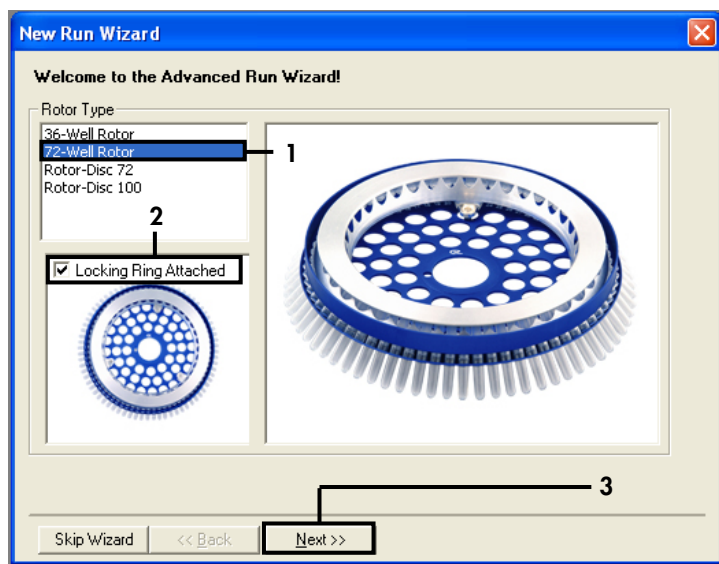 New Run Wizard
Welcome to the Advanced Run Wizard!
Rotor Type
36-Well Rotor
72-Well Rotor
Rotor-Disc 72
Rotor-Disc 100
1
2
Locking Ring Attached
3
Skip Wizard
<< Back
Next >>